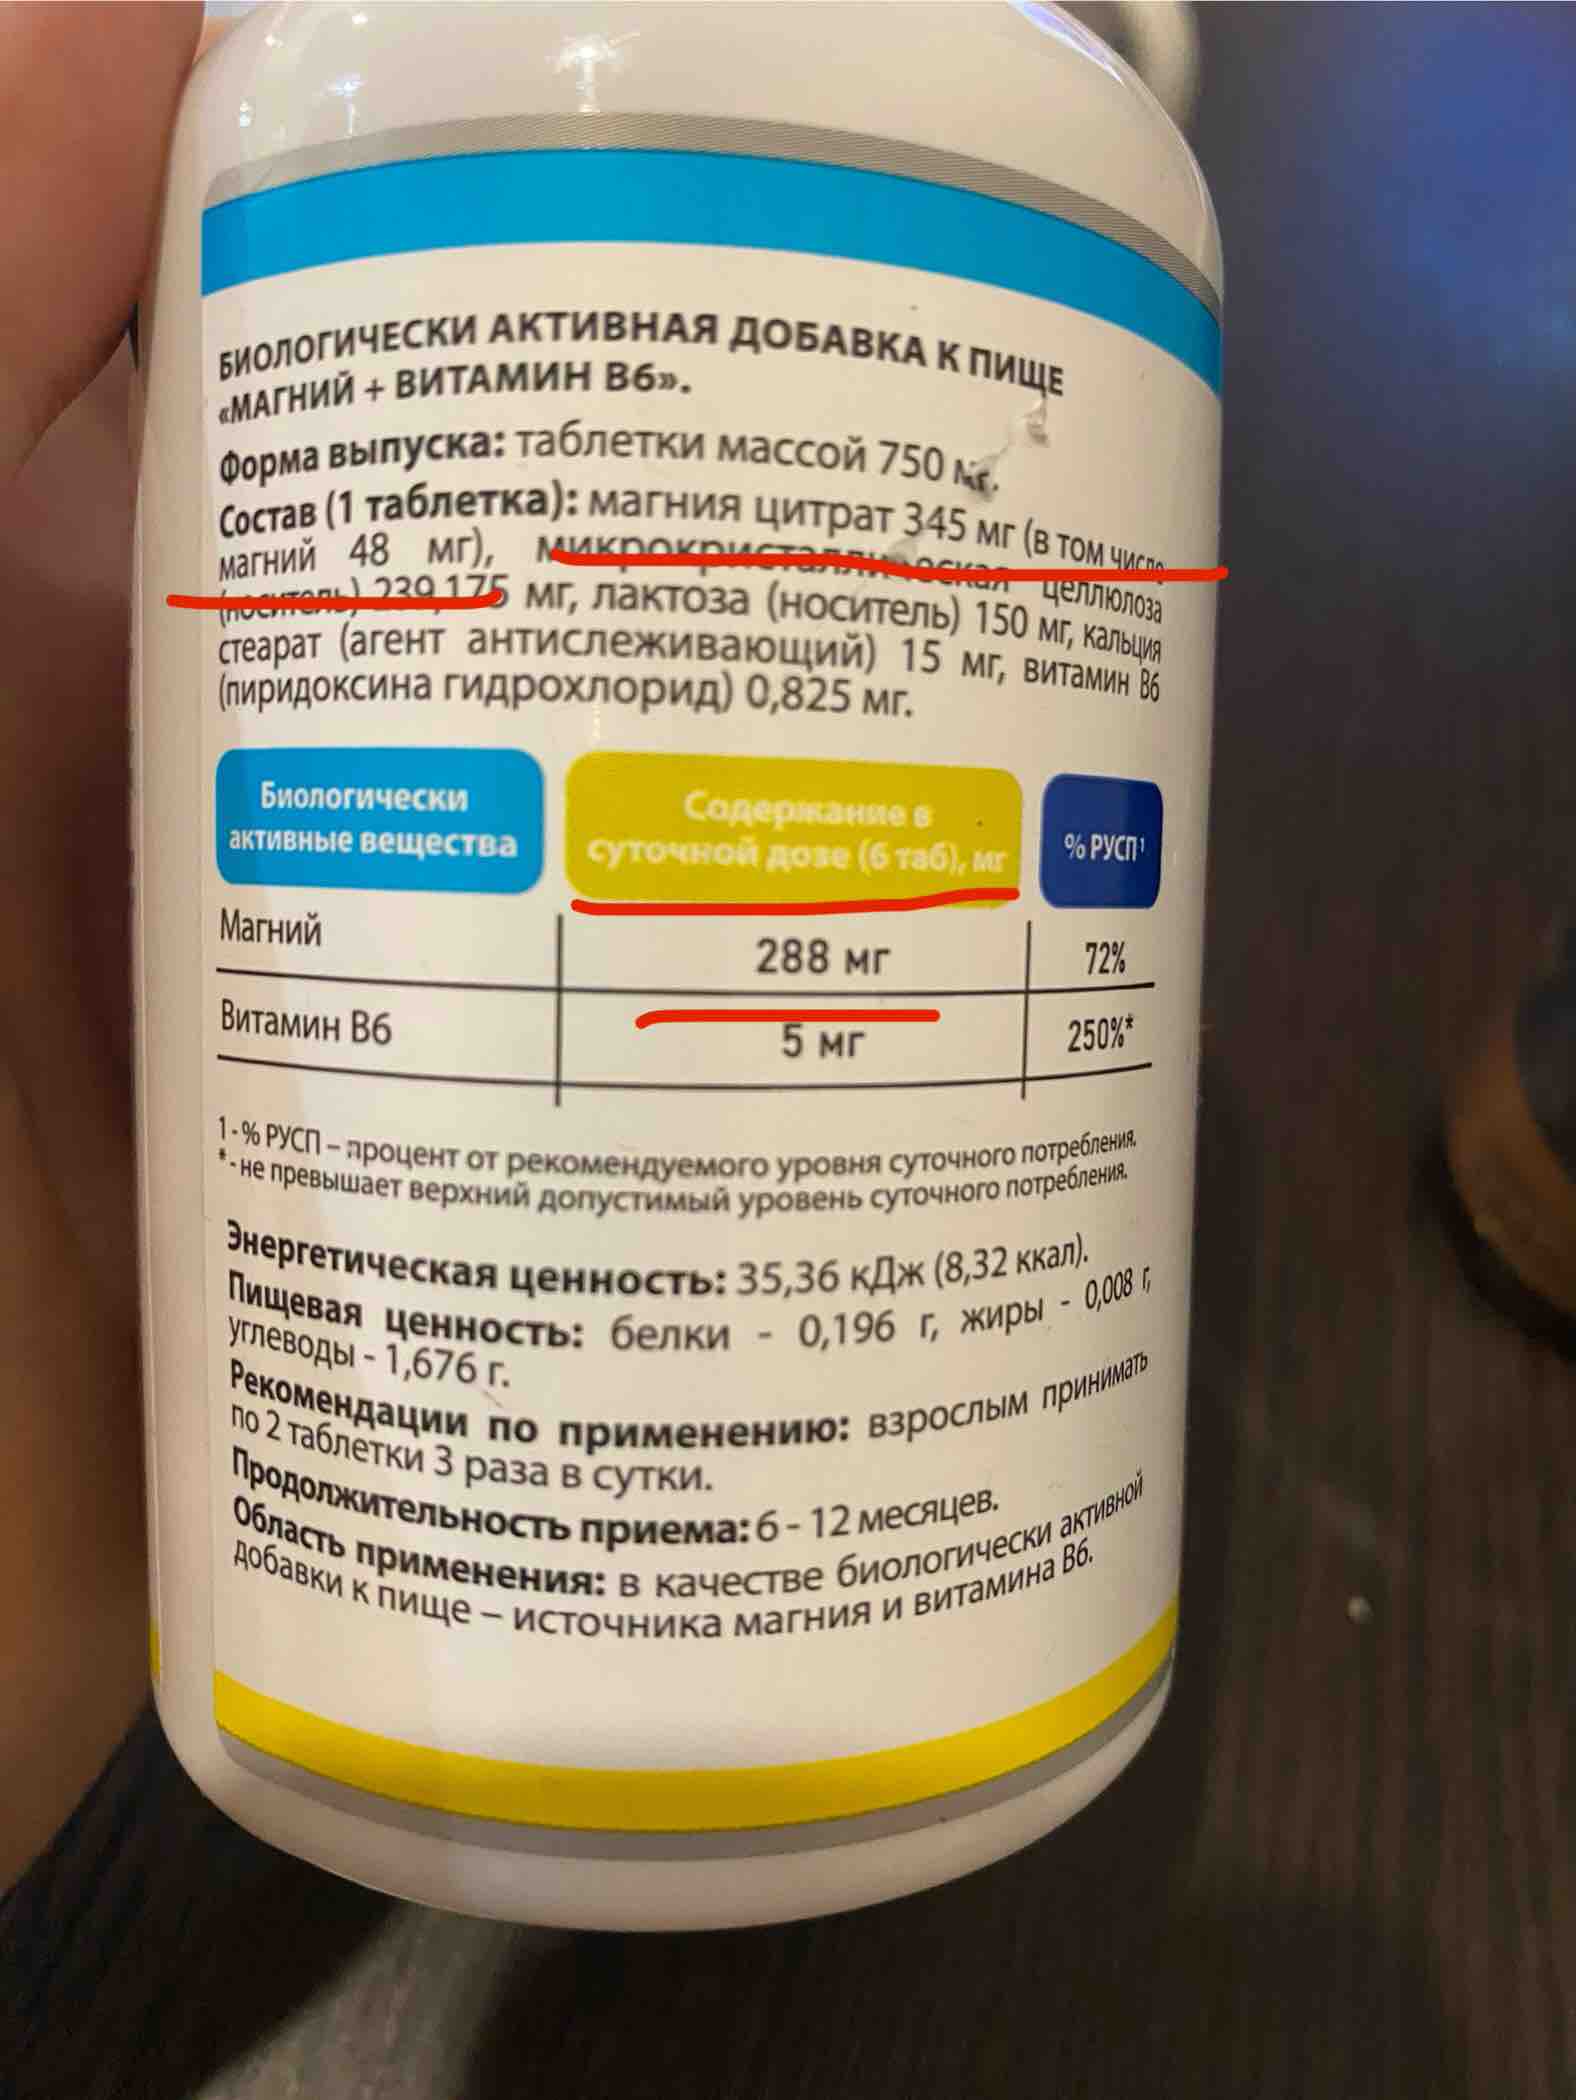 БИОЛОГИЧЕСКИ АКТИВНАЯ ДОБАВКА К ПИЩЕ
«МАГНИЙ + ВИТАМИН В6».
Форма выпуска: таблетки массой 750 мг.
Состав (1 таблетка): магния цитрат 345 мг (в том числе
магний 48 мг), микрокристаллическая целлюлоза
(носитель) 239,175 мг, лактоза (носитель) 150 мг, кальция
стеарат (агент антислеживающий) 15 мг, витамин В6
(пиридоксина гидрохлорид) 0,825 мг.
Биологически
активные вещества
Содержание в
суточной дозе (6 таб), мг
% РУСП¹
Магний 288 мг 72%
Витамин В6 5 мг 250%*
1 - % РУСП – процент от рекомендуемого уровня суточного потребления.
* - не превышает верхний допустимый уровень суточного потребления.
Энергетическая ценность: 35,36 кДж (8,32 ккал).
Пищевая ценность: белки - 0,196 г, жиры - 0,008 г,
углеводы - 1,676 г.
Рекомендации по применению: взрослым принимать
по 2 таблетки 3 раза в сутки.
Продолжительность приема: 6 - 12 месяцев.
Область применения: в качестве биологически активной
добавки к пище – источника магния и витамина В6.